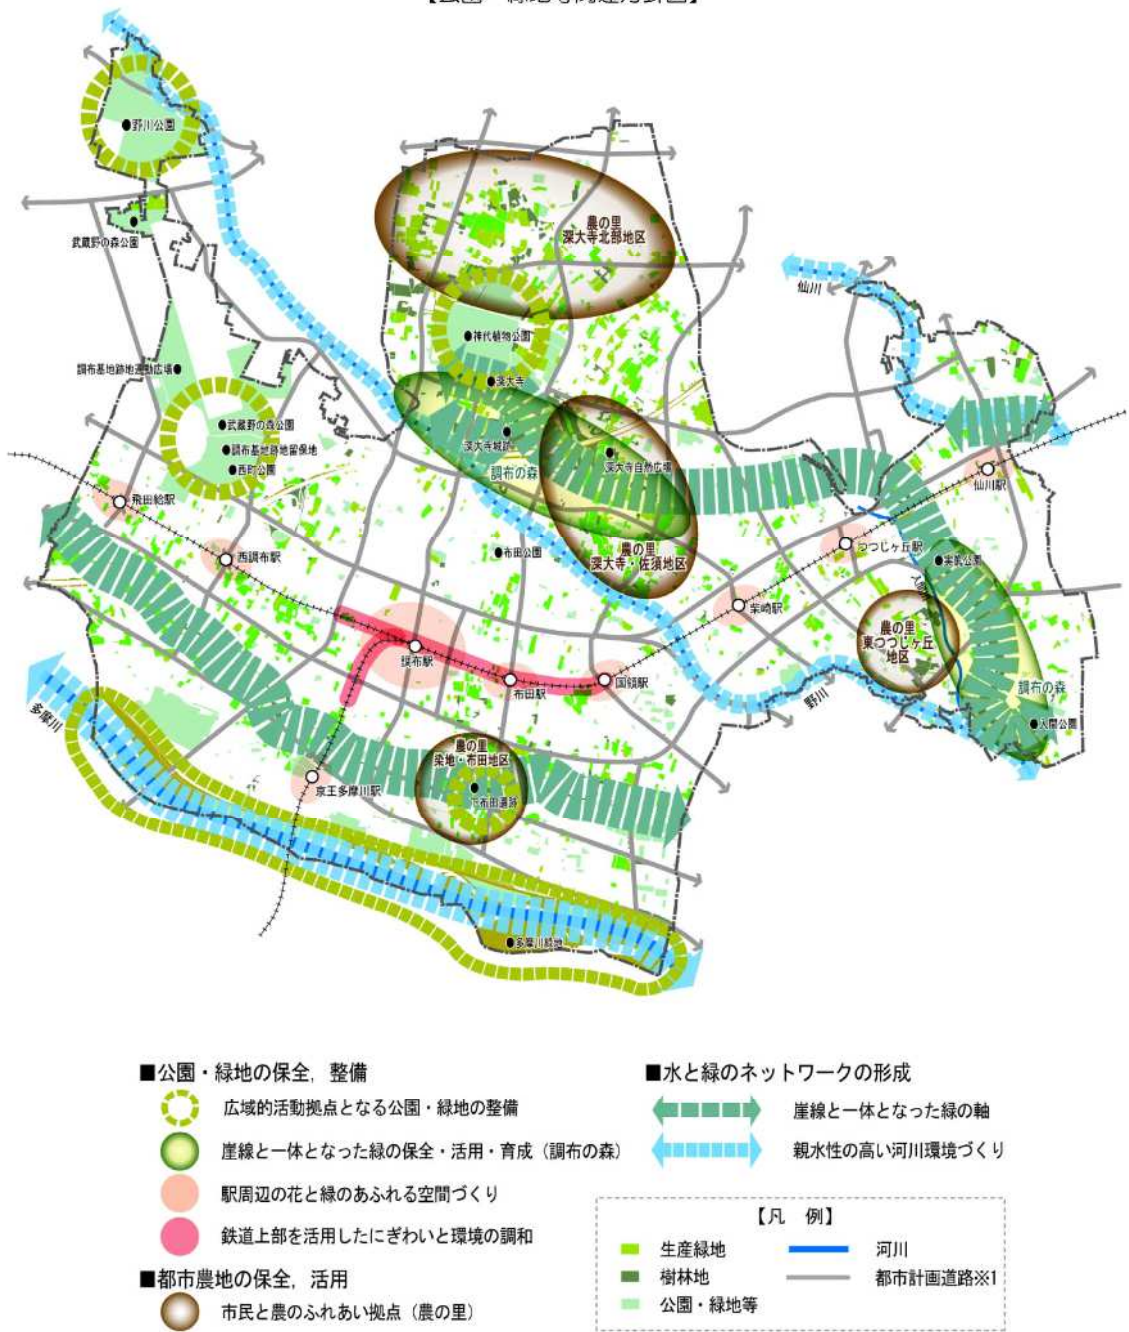 野川公園
武蔵野の森公園
農の里
深大寺北部地区
仙川
神代植物公園
調布基地跡地運動広場
深大寺
武蔵野の森公園
調布基地跡地留保地
西町公園
深大寺城跡
調布の森
深大寺自然広場
飛田給駅
仙川駅
西調布駅
布田公園
農の里
深大寺・佐須地区
つつじヶ丘駅
実篤公園
柴崎駅
農の里
東つつじヶ丘
地区
調布駅
布田駅
国領駅
野川
調布の森
入間公園
多摩川
農の里
染地・布田地区
京王多摩川駅
下布田遺跡
多摩川緑地
■公園・緑地の保全，整備
広域的活動拠点となる公園・緑地の整備
崖線と一体となった緑の保全・活用・育成（調布の森）
駅周辺の花と緑のあふれる空間づくり
鉄道上部を活用したにぎわいと環境の調和
■都市農地の保全，活用
市民と農のふれあい拠点（農の里）
■水と緑のネットワークの形成
崖線と一体となった緑の軸
親水性の高い河川環境づくり
【凡　例】
生産緑地
樹林地
公園・緑地等
河川
都市計画道路※1